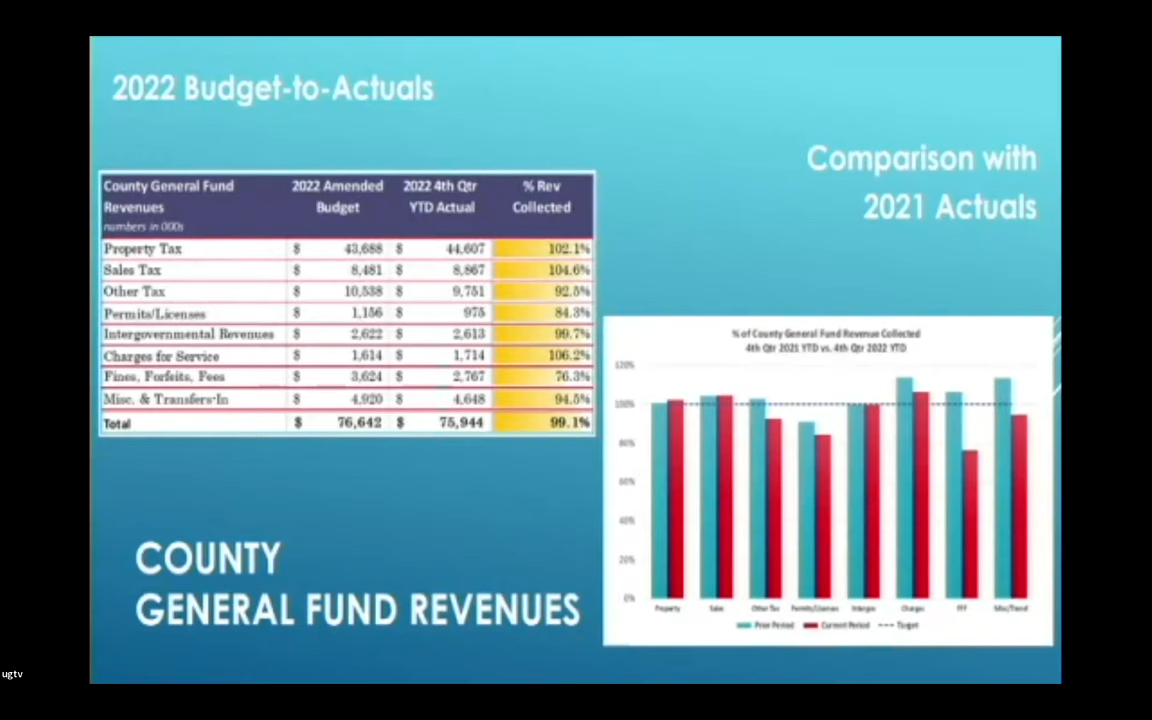 2022 Budget-to-Actuals
Comparison with
2021 Actuals
County General Fund Revenues numbers in 000s | 2022 Amended Budget | 2022 4th Qtr YTD Actual | % Rev Collected
Property Tax $ 43,688 $ 44,607 102.1%
Sales Tax $ 8,481 $ 8,867 104.6%
Other Tax $ 10,538 $ 9,751 92.5%
Permits/Licenses $ 1,156 $ 975 84.3%
Intergovernmental Revenues $ 2,622 $ 2,613 99.7%
Charges for Service $ 1,614 $ 1,714 106.2%
Fines, Forfeits, Fees $ 3,624 $ 2,767 76.3%
Misc. & Transfers-In $ 4,920 $ 4,648 94.5%
Total $ 76,642 $ 75,944 99.1%
% of County General Fund Revenue Collected
4th Qtr 2021 YTD vs. 4th Qtr 2022 YTD
120%
100%
80%
60%
40%
20%
0%
Property Sales Other Tax Permits/Licenses Intergov Charges FFF Misc/Transf
Prior Period Current Period Target
COUNTY
GENERAL FUND REVENUES
ugtv